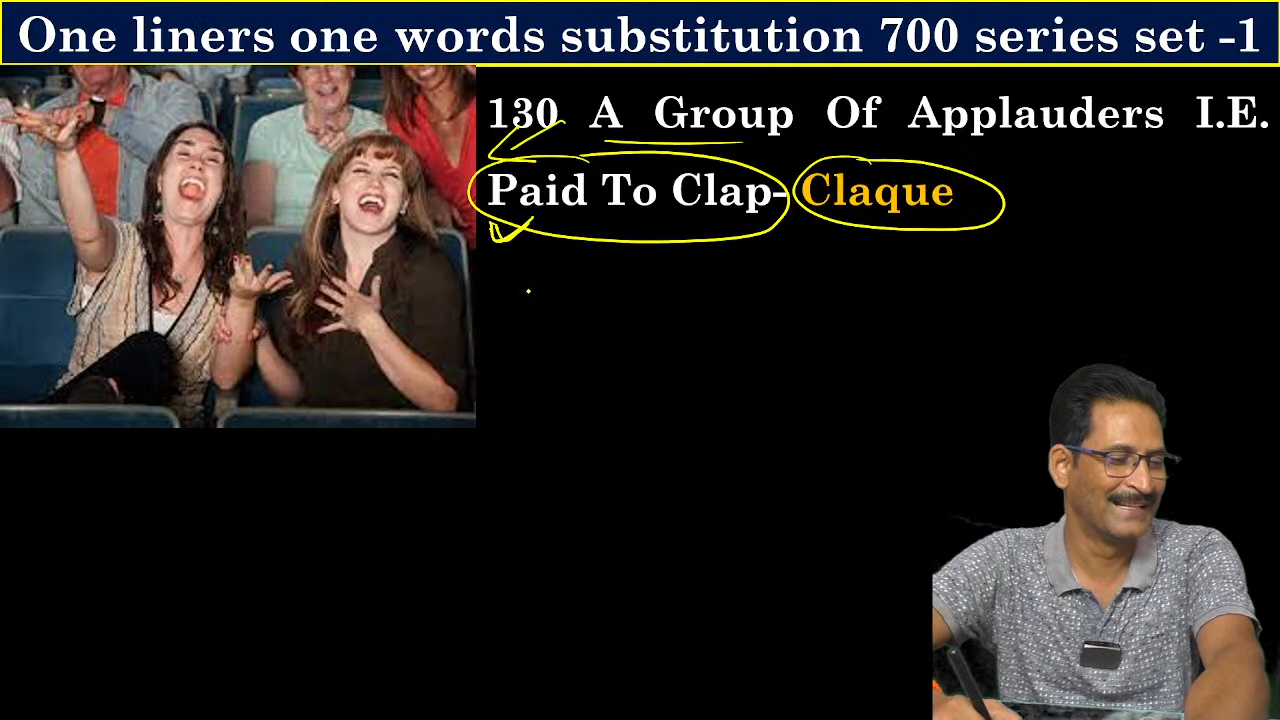 One liners one words substitution 700 series set -1
130 A Group Of Applauders I.E.
Paid To Clap- Claque